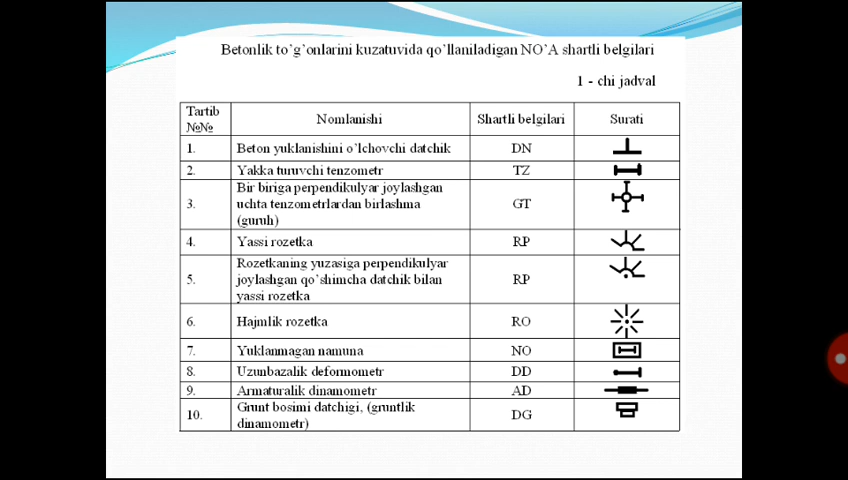 Betonlik to’g’onlarini kuzatuvida qo’llaniladigan NO’A shartli belgilari
1 - chi jadval
Tartib №№ Nomlanishi Shartli belgilari Surati
1. Beton yuklanishini o’lchovchi datchik DN
2. Yakka turuvchi tenzometr TZ
3. Bir biriga perpendikulyar joylashgan
uchta tenzometrlardan birlashma
(guruh) GT
4. Yassi rozetka RP
5. Rozetkaning yuzasiga perpendikulyar
joylashgan qo’shimcha datchik bilan
yassi rozetka RP
6. Hajmlik rozetka RO
7. Yuklanmagan namuna NO
8. Uzunbazalik deformometr DD
9. Armaturalik dinamometr AD
10. Grunt bosimi datchigi, (gruntlik
dinamometr) DG